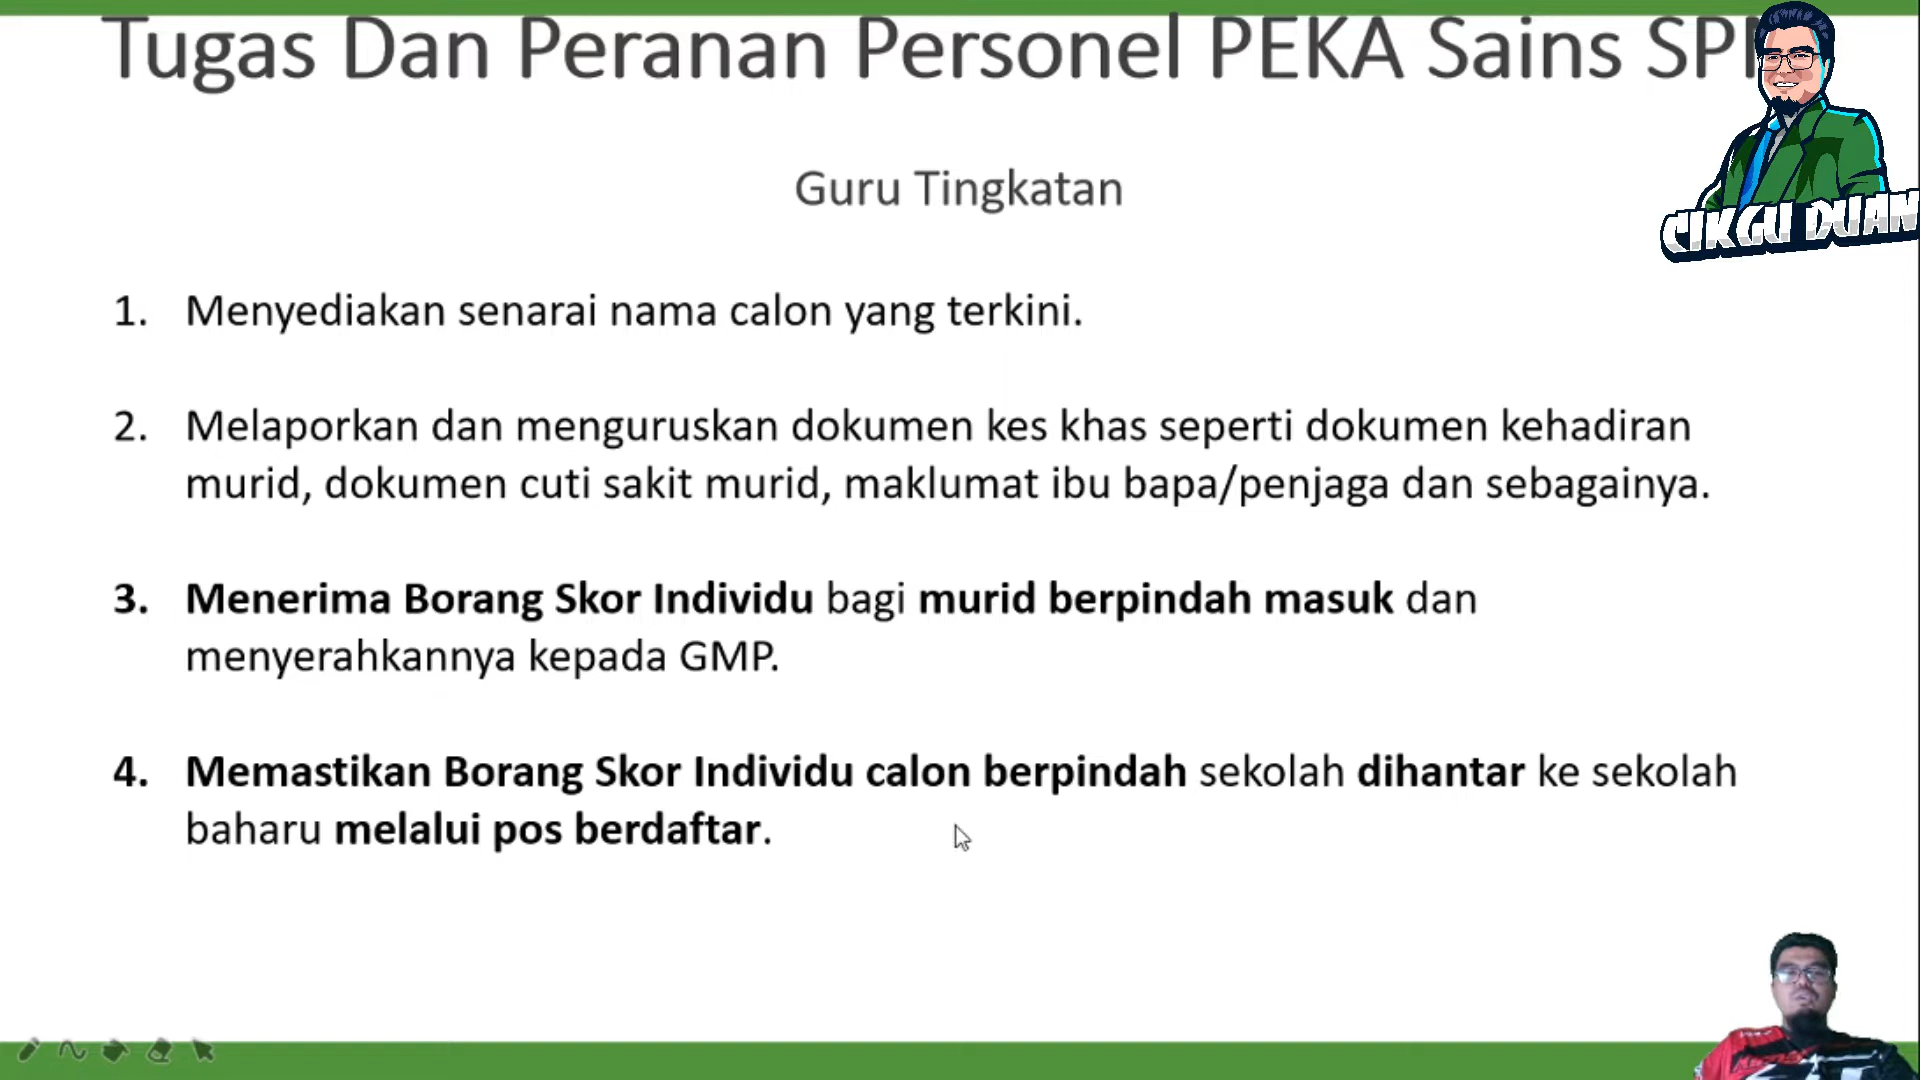 Tugas Dan Peranan Personel PEKA Sains SP
CIKGU DUAN
Guru Tingkatan
1. Menyediakan senarai nama calon yang terkini.
2. Melaporkan dan menguruskan dokumen kes khas seperti dokumen kehadiran
murid, dokumen cuti sakit murid, maklumat ibu bapa/penjaga dan sebagainya.
3. Menerima Borang Skor Individu bagi murid berpindah masuk dan
menyerahkannya kepada GMP.
4. Memastikan Borang Skor Individu calon berpindah sekolah dihantar ke sekolah
baharu melalui pos berdaftar.